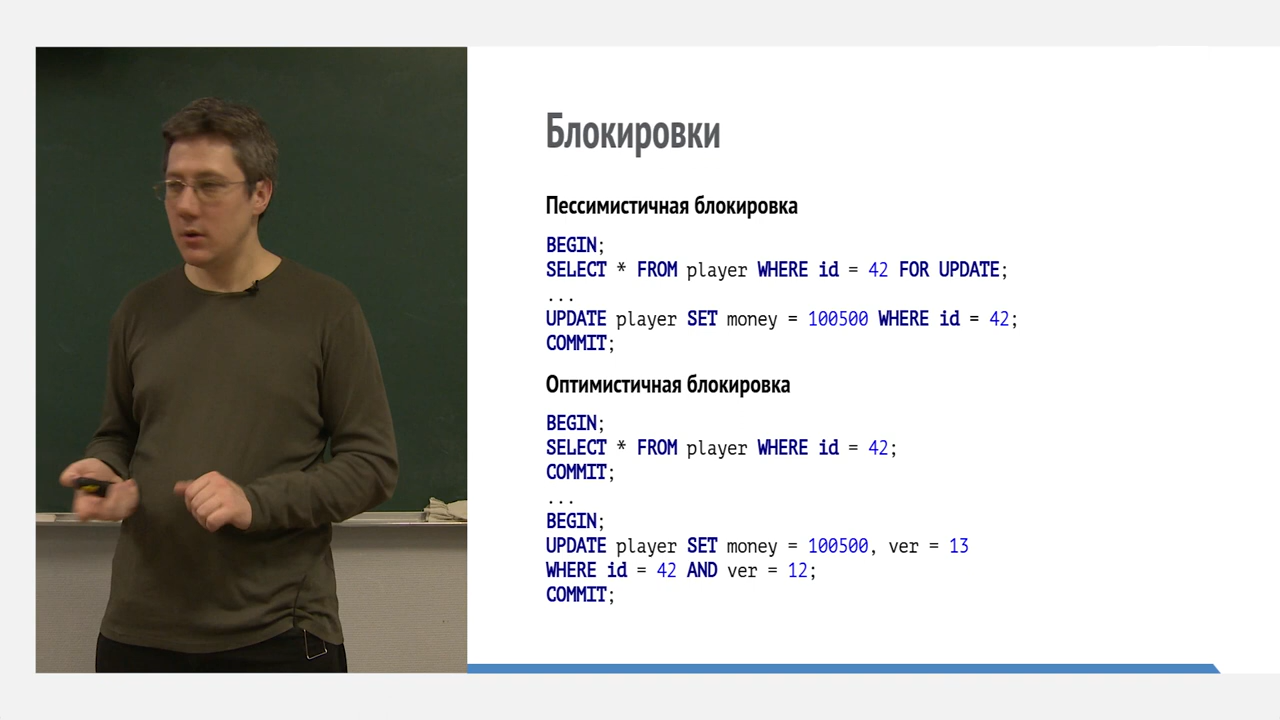 Блокировки
Пессимистичная блокировка
BEGIN;
SELECT * FROM player WHERE id = 42 FOR UPDATE;
...
UPDATE player SET money = 100500 WHERE id = 42;
COMMIT;
Оптимистичная блокировка
BEGIN;
SELECT * FROM player WHERE id = 42;
COMMIT;
...
BEGIN;
UPDATE player SET money = 100500, ver = 13
WHERE id = 42 AND ver = 12;
COMMIT;